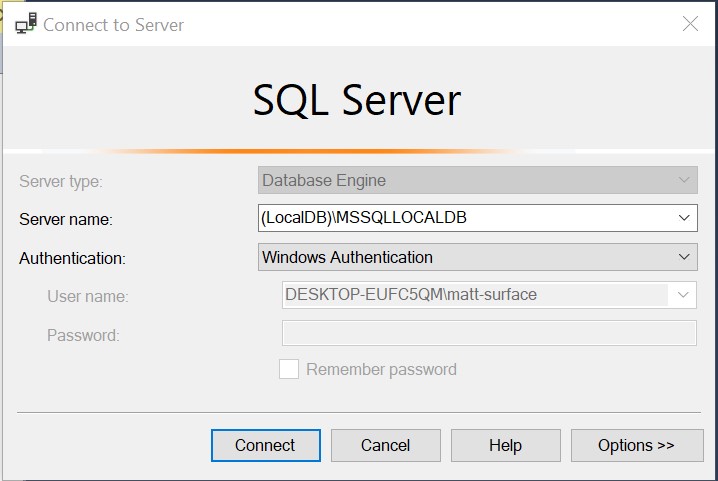 Connect to Server
SQL Server
Server type: Database Engine
Server name: (LocalDB)\MSSQLLOCALDB
Authentication: Windows Authentication
User name: DESKTOP-EUFC5QM\matt-surface
Password:
Remember password
Connect Cancel Help Options >>